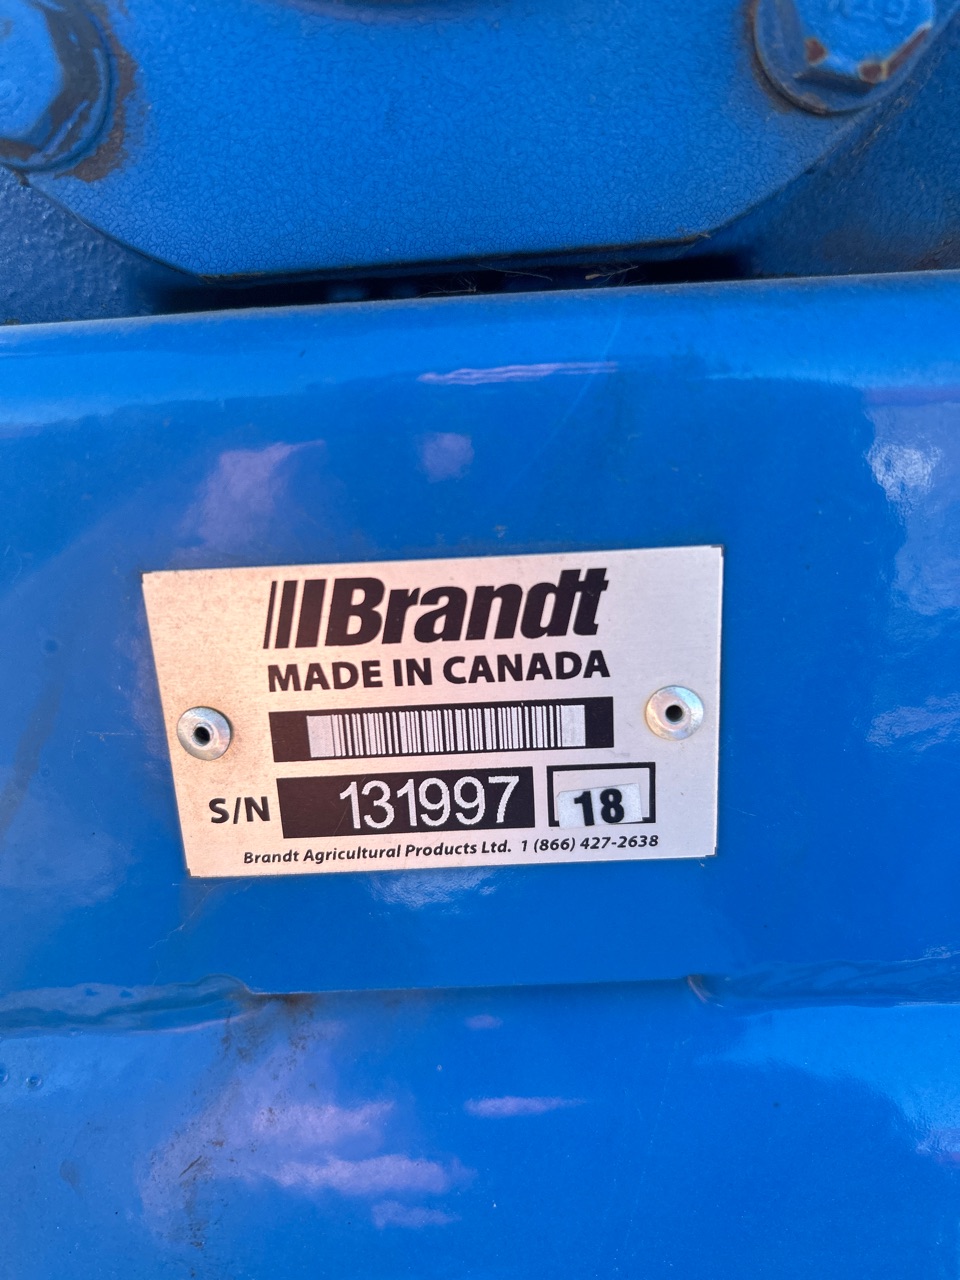 Brandt
MADE IN CANADA
S/N 131997 18
Brandt Agricultural Products Ltd. 1 (866) 427-2638